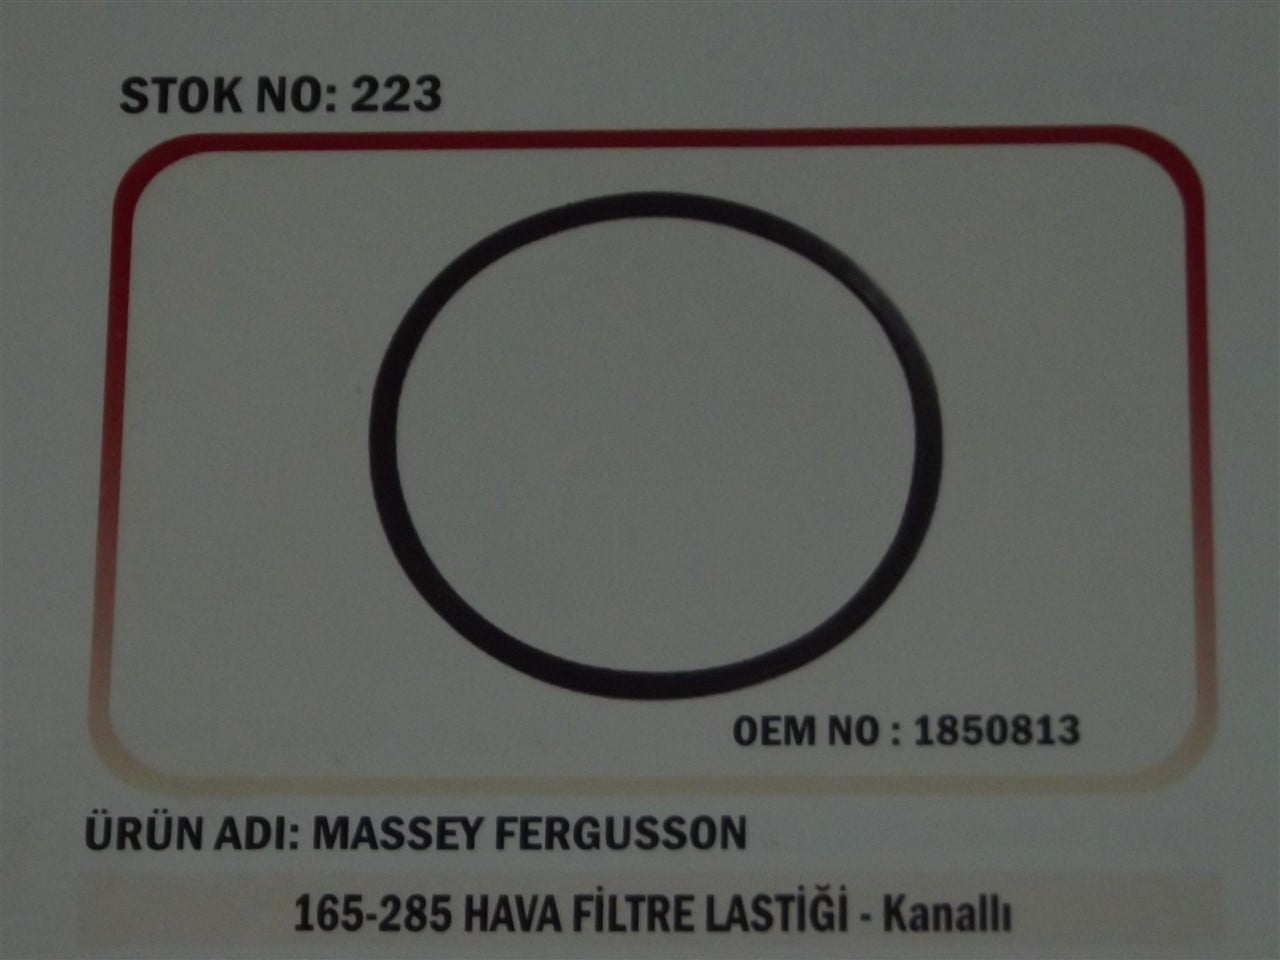 STOK NO: 223
OEM NO : 1850813
ÜRÜN ADI: MASSEY FERGUSSON
165-285 HAVA FİLTRE LASTİĞİ - Kanallı